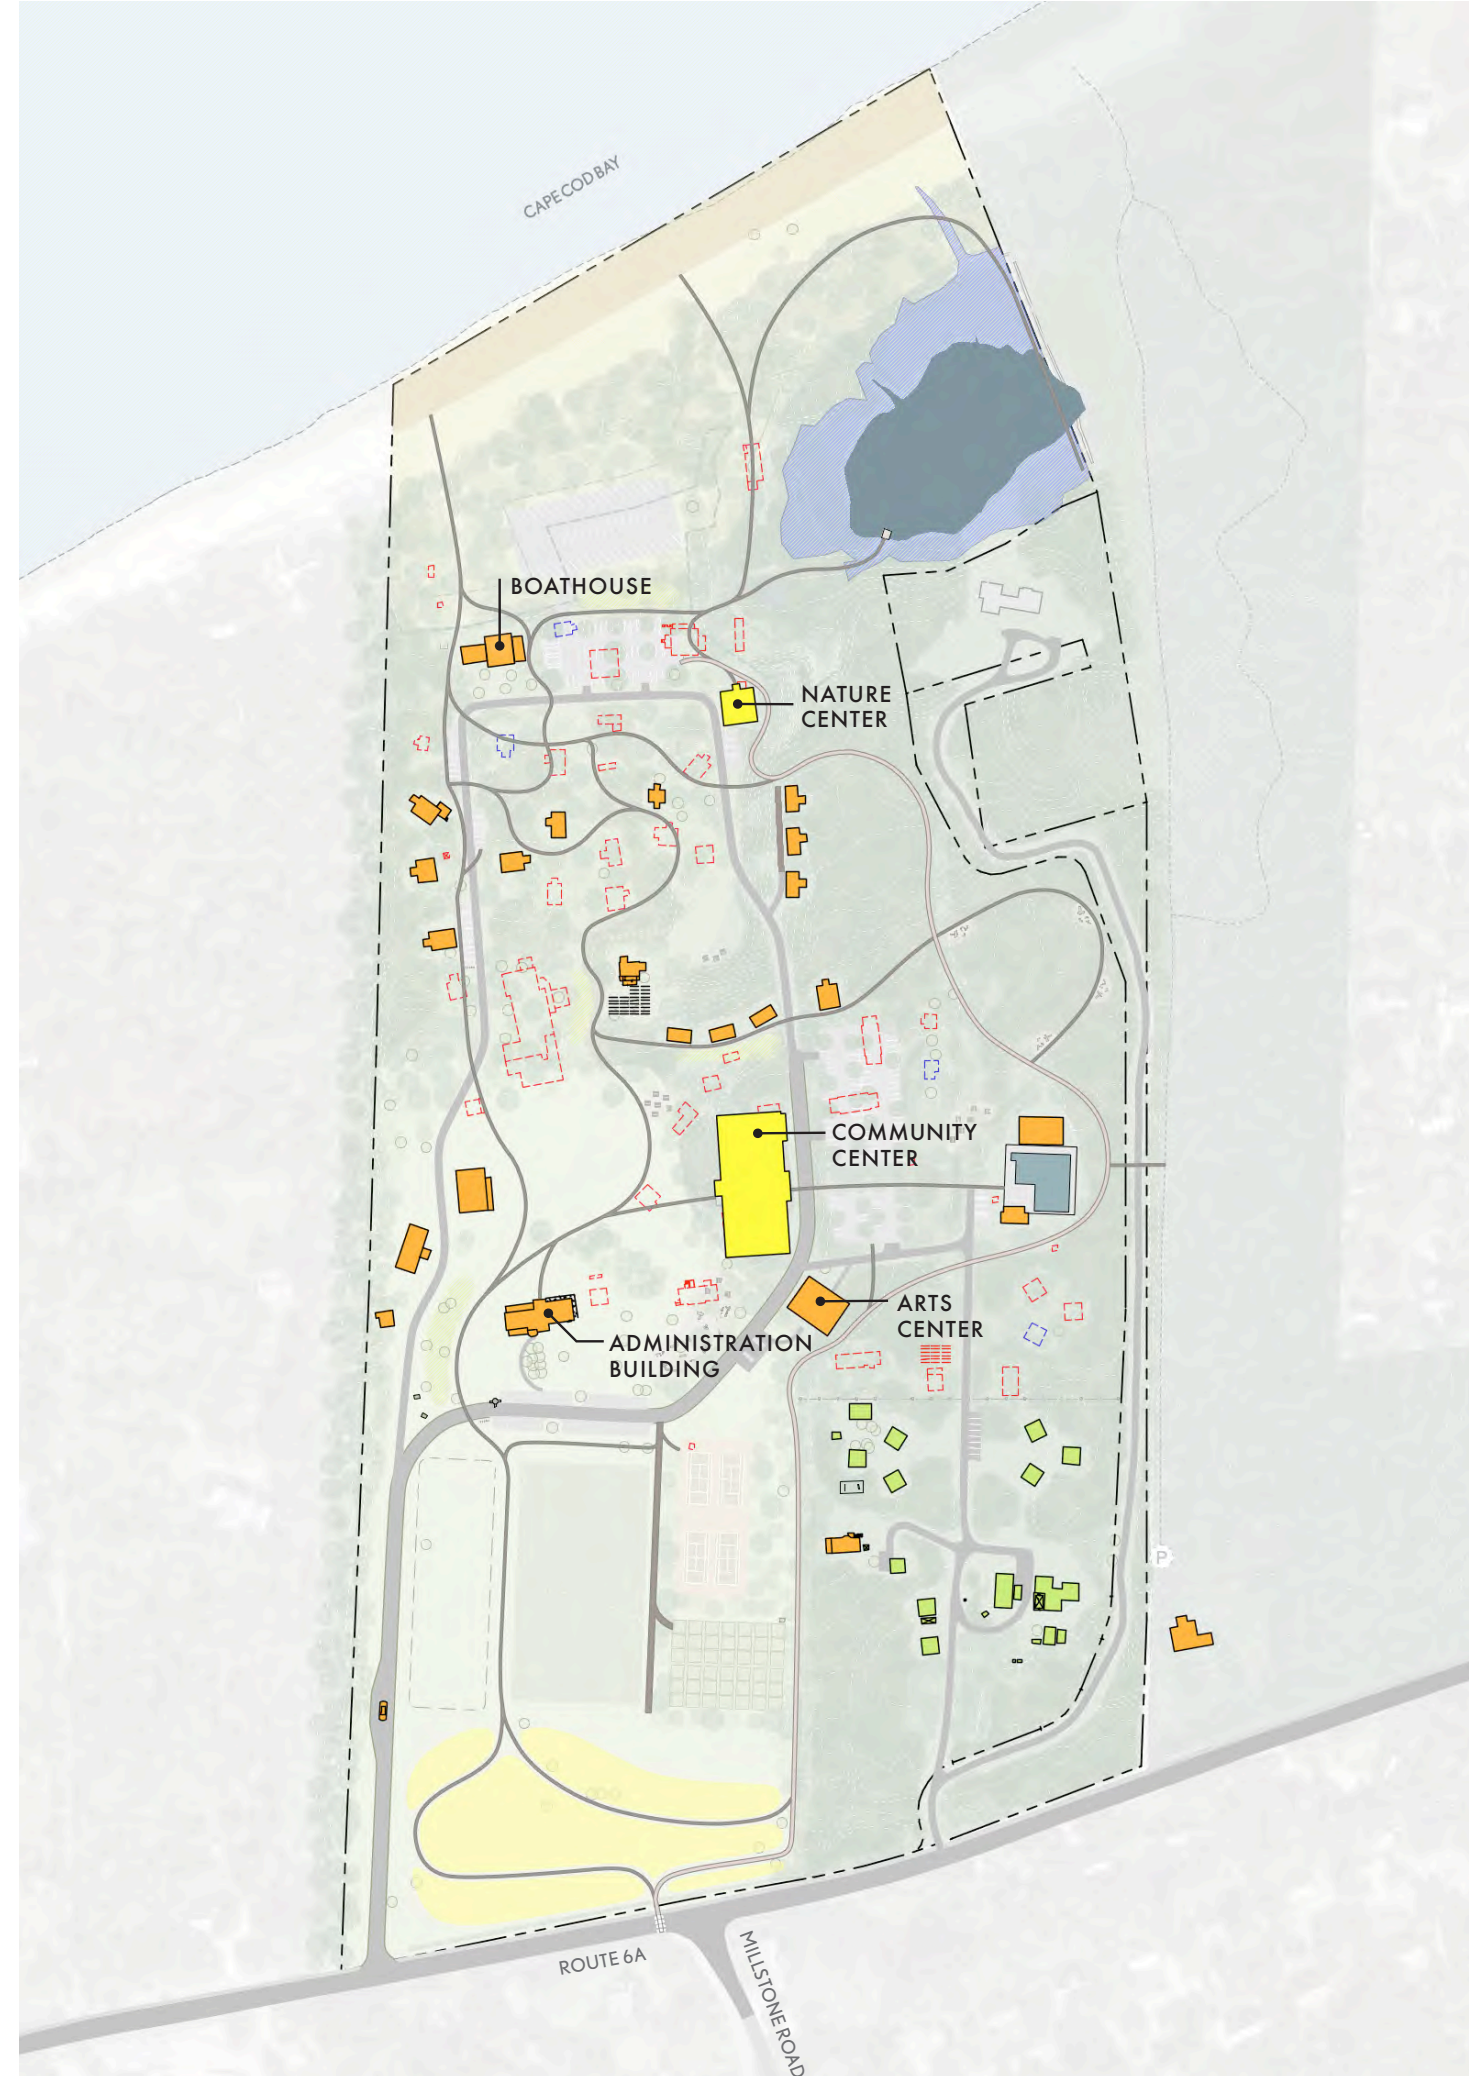 CAPE COD BAY
BOATHOUSE
NATURE
CENTER
COMMUNITY
CENTER
ARTS
CENTER
ADMINISTRATION
BUILDING
P
ROUTE 6A
MILLSTONE ROAD